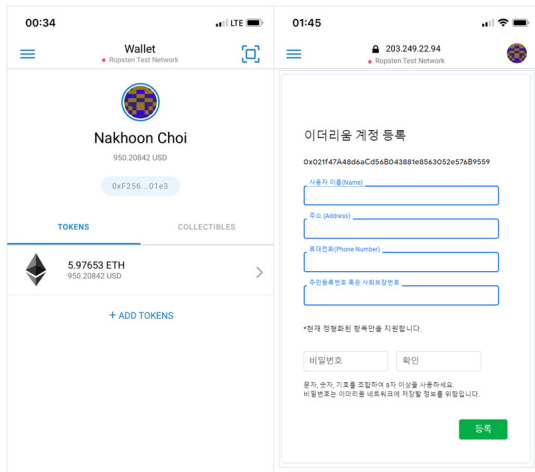 00:34
LTE
Wallet
Ropsten Test Network
Nakhoon Choi
950.20842 USD
0xF256...01e3
TOKENS
COLLECTIBLES
5.97653 ETH
950.20842 USD
+ ADD TOKENS
01:45
203.249.22.94
Ropsten Test Network
이더리움 계정 등록
0x021f47A48d6aCd56B043881e8563052e576B9559
사용자 이름(Name)
주소 (Address)
휴대전화(Phone Number)
주민등록번호 혹은 사회보장번호
*현재 정형화된 항목만을 지원합니다.
비밀번호
확인
문자, 숫자, 기호를 조합하여 8자 이상을 사용하세요.
비밀번호는 이더리움 네트워크에 저장할 정보를 위함입니다.
등록